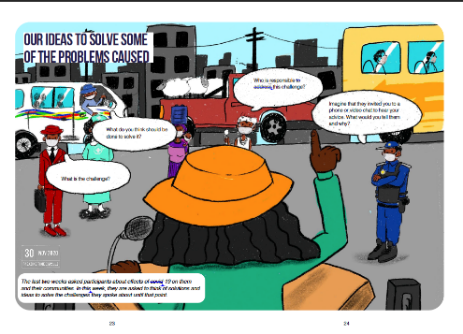 OUR IDEAS TO SOLVE SOME
OF THE PROBLEMS CAUSED
Who is responsible to
address this challenge?
Imagine that they invited you to a
phone or video chat to hear your
advice. What would you tell them
and why?
What do you think should be
done to solve it?
What is the challenge?
30 NOV 2020
The last two weeks asked participants about effects of covid 19 on them
and their communities. In this week, they are asked to think of solutions and
ideas to solve the challenges they spoke about until that point.
23
24